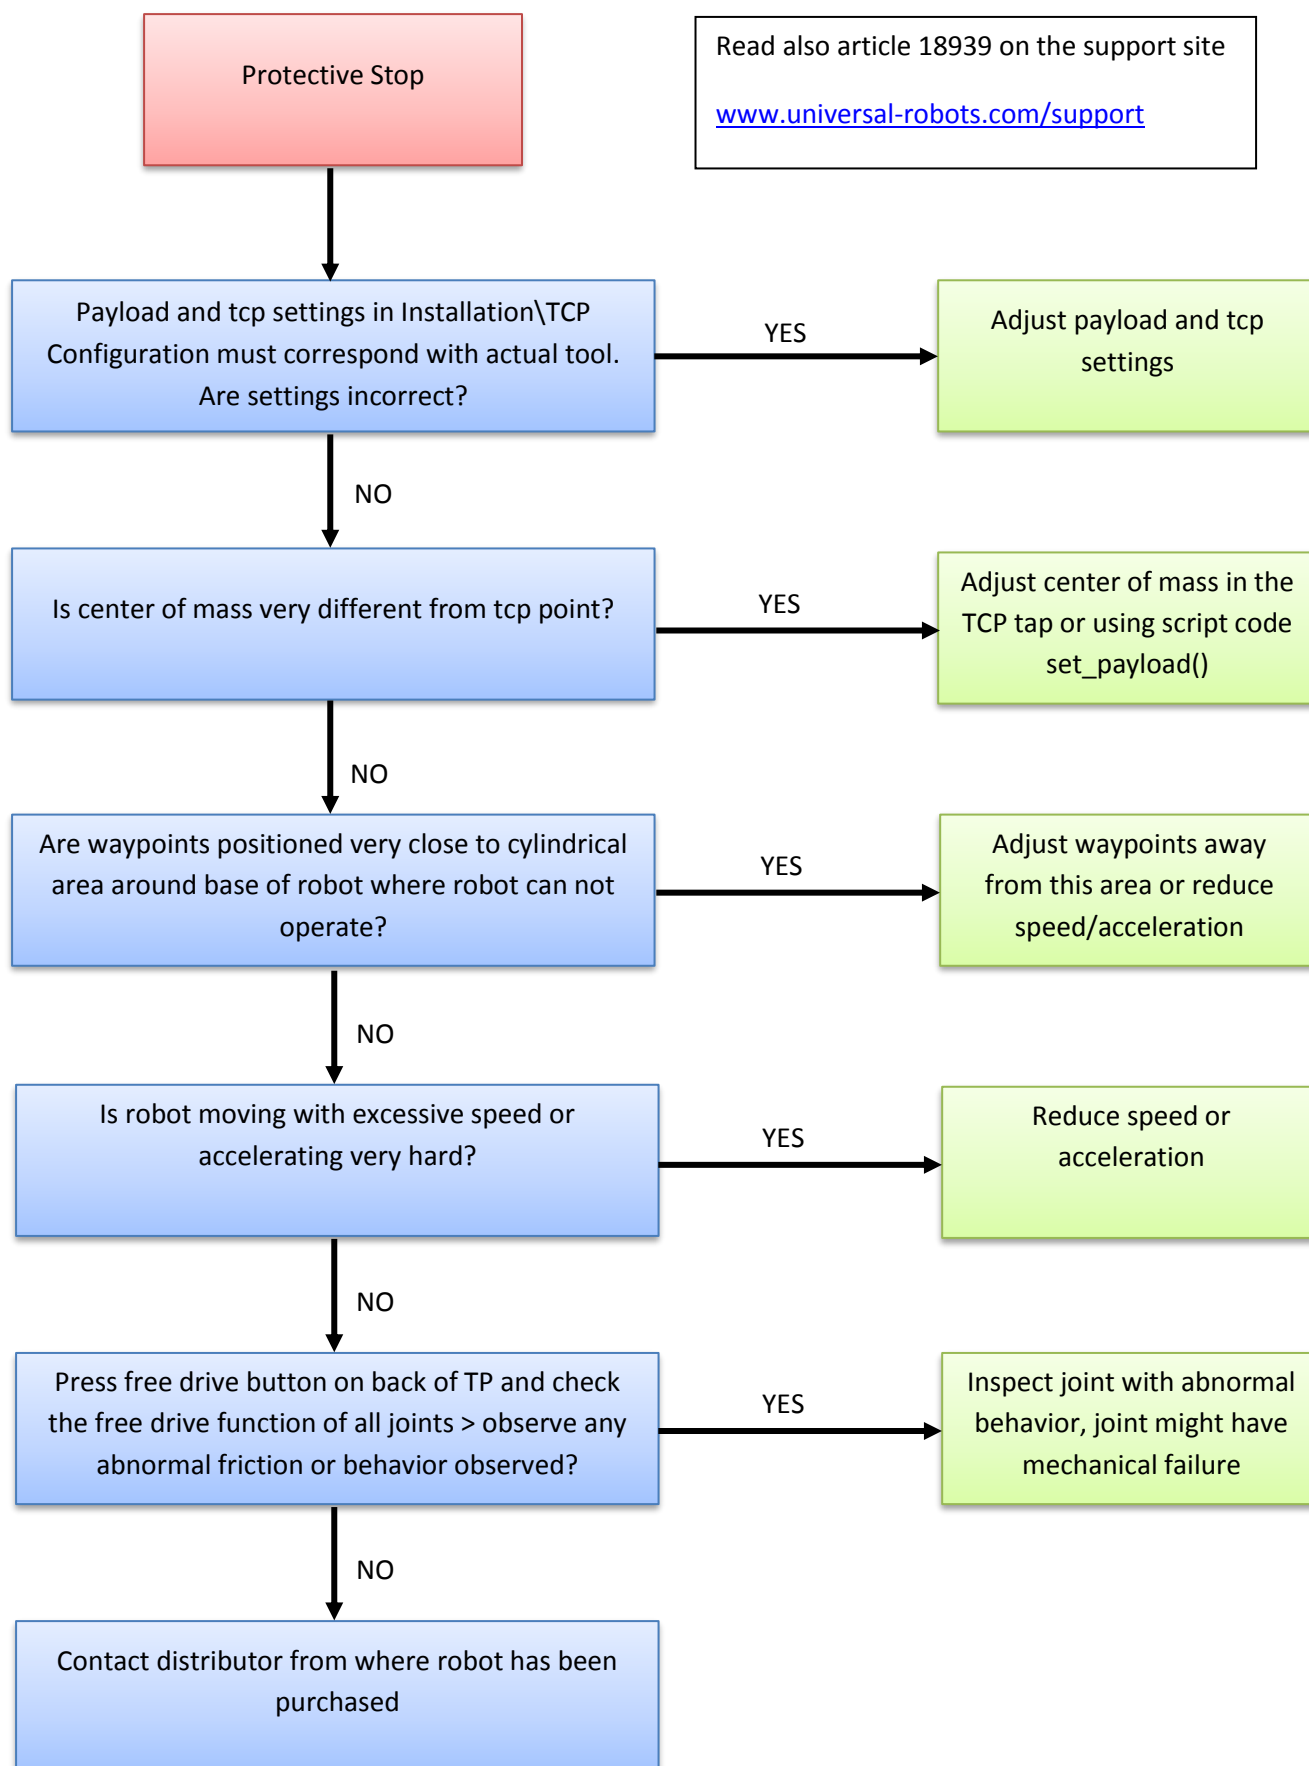 Protective Stop
Read also article 18939 on the support site
www.universal-robots.com/support
Payload and tcp settings in Installation\TCP
Configuration must correspond with actual tool.
Are settings incorrect?
YES
Adjust payload and tcp
settings
NO
Is center of mass very different from tcp point?
YES
Adjust center of mass in the
TCP tap or using script code
set_payload()
NO
Are waypoints positioned very close to cylindrical
area around base of robot where robot can not
operate?
YES
Adjust waypoints away
from this area or reduce
speed/acceleration
NO
Is robot moving with excessive speed or
accelerating very hard?
YES
Reduce speed or
acceleration
NO
Press free drive button on back of TP and check
the free drive function of all joints > observe any
abnormal friction or behavior observed?
YES
Inspect joint with abnormal
behavior, joint might have
mechanical failure
NO
Contact distributor from where robot has been
purchased